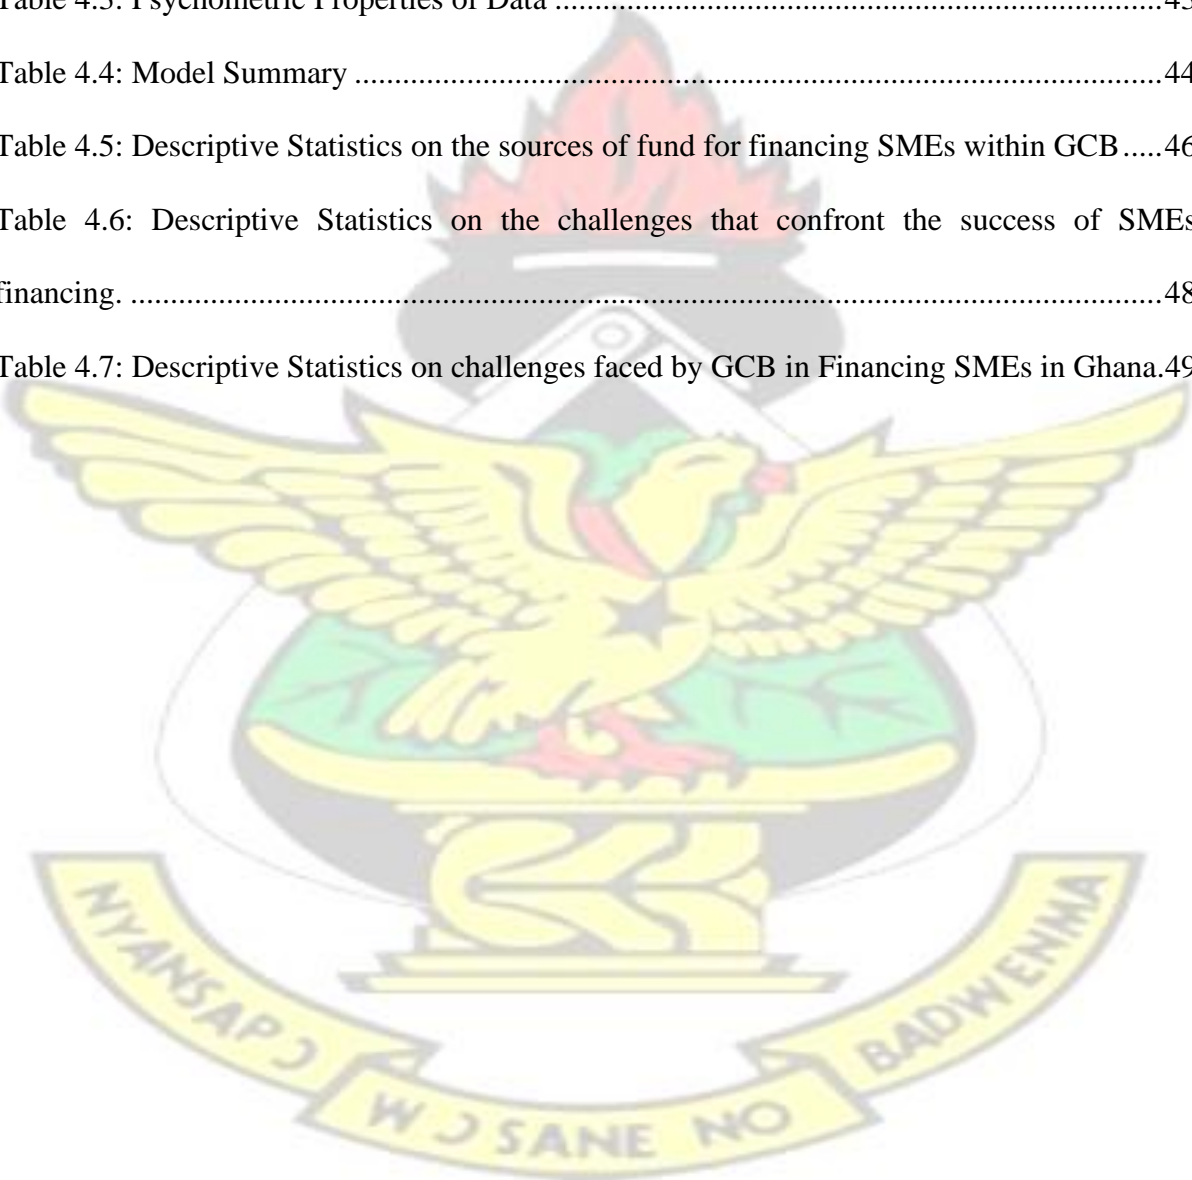 Table 4.3: Psychometric Properties of Data ............................................................................43
Table 4.4: Model Summary ......................................................................................................44
Table 4.5: Descriptive Statistics on the sources of fund for financing SMEs within GCB.....46
Table 4.6: Descriptive Statistics on the challenges that confront the success of SMEs
financing. ..................................................................................................................................48
Table 4.7: Descriptive Statistics on challenges faced by GCB in Financing SMEs in Ghana.49
NYANSAPƆ
WƆSANE NO
BADWENMA